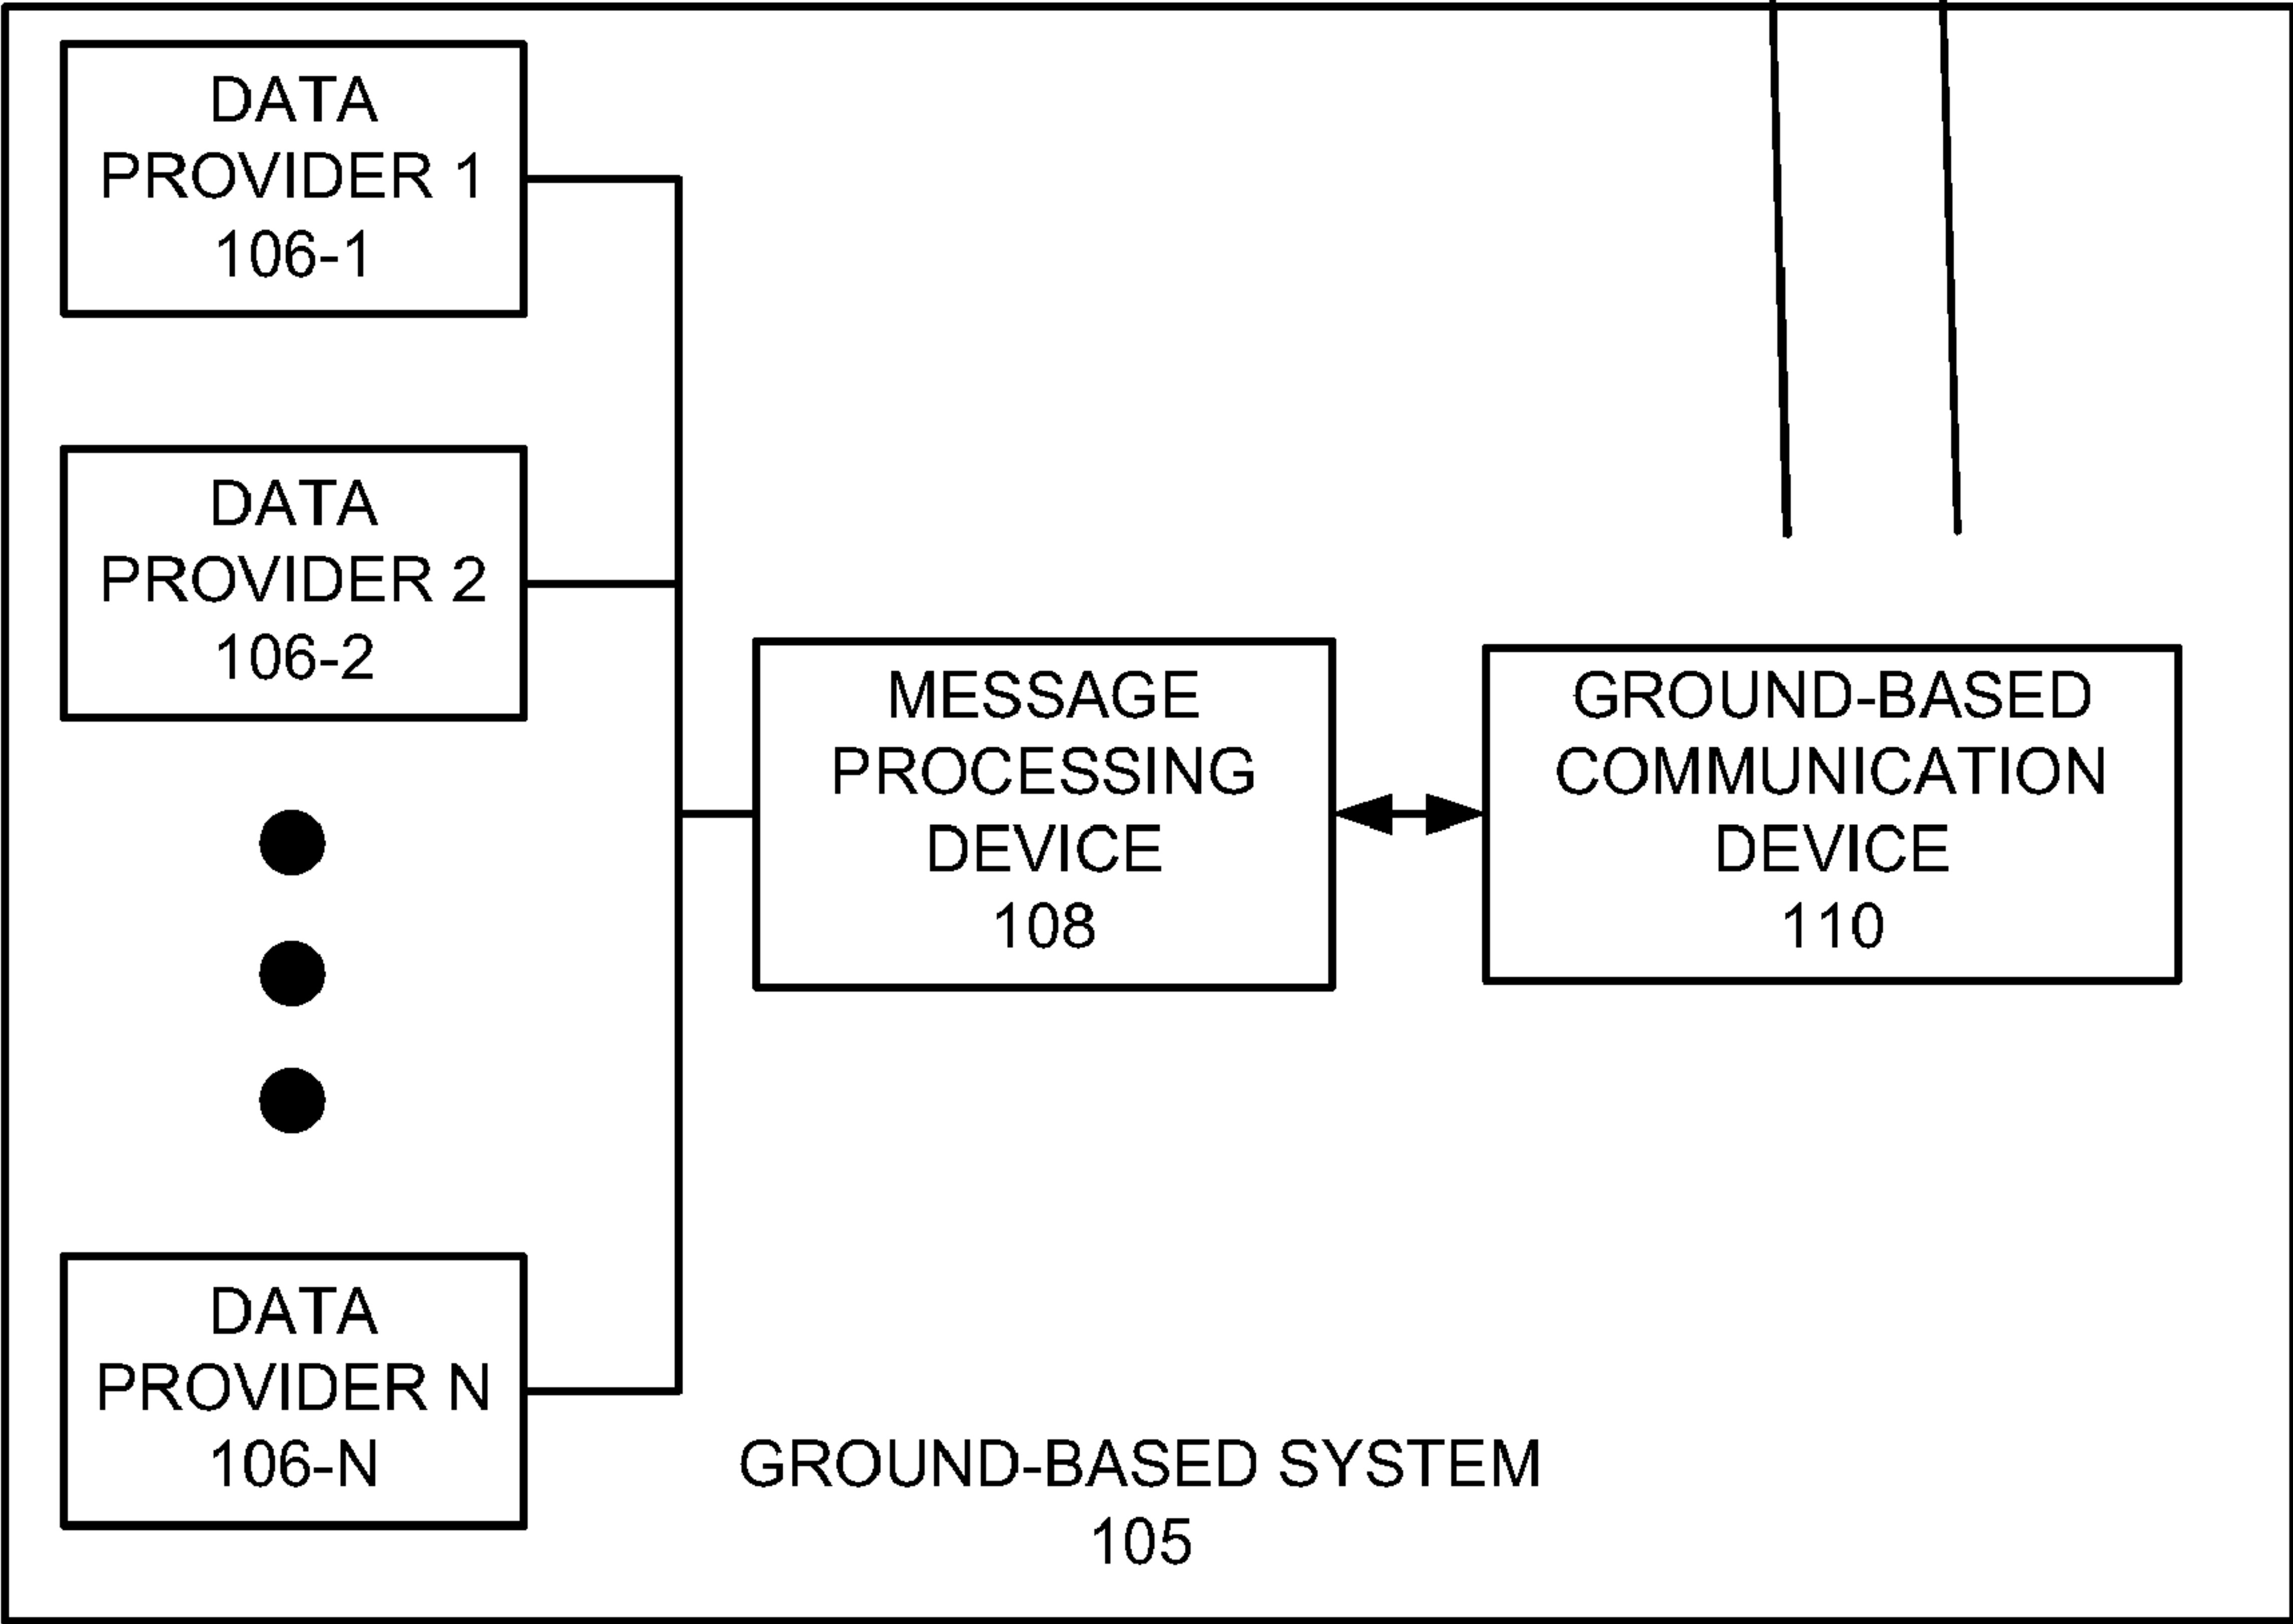 DATA
PROVIDER 1
106-1
DATA
PROVIDER 2
106-2
MESSAGE
PROCESSING
DEVICE
108
GROUND-BASED
COMMUNICATION
DEVICE
110
DATA
PROVIDER N
106-N
GROUND-BASED SYSTEM
105